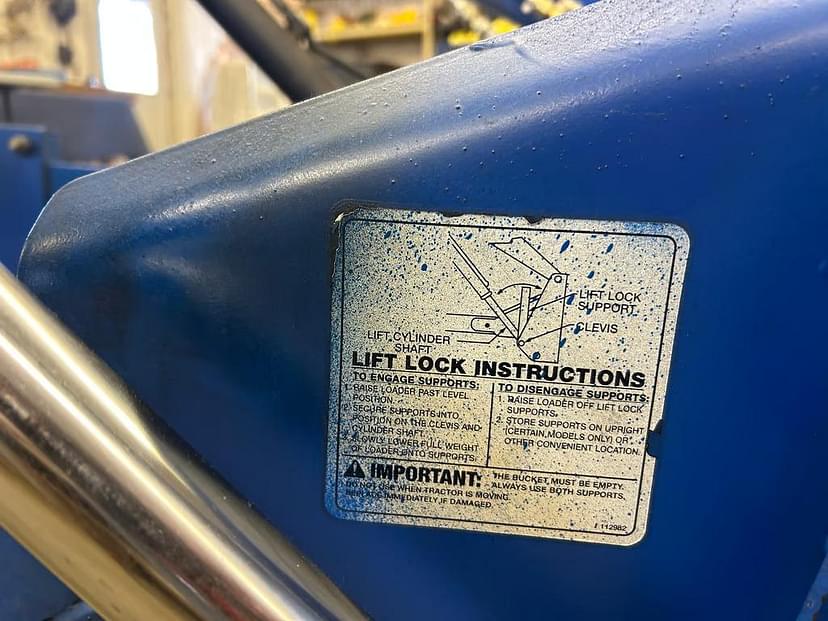 LIFT LOCK
SUPPORT
CLEVIS
LIFT CYLINDER
SHAFT
LIFT LOCK INSTRUCTIONS
TO ENGAGE SUPPORTS:
1. RAISE LOADER PAST LEVEL
POSITION.
2. SECURE SUPPORTS INTO
POSITION ON THE CLEVIS AND
CYLINDER SHAFT.
3. SLOWLY LOWER FULL WEIGHT
OF LOADER ONTO SUPPORTS.
TO DISENGAGE SUPPORTS:
1. RAISE LOADER OFF LIFT LOCK
SUPPORTS.
2. STORE SUPPORTS ON UPRIGHT
(CERTAIN MODELS ONLY) OR
OTHER CONVENIENT LOCATION.
IMPORTANT: THE BUCKET MUST BE EMPTY.
ALWAYS USE BOTH SUPPORTS.
DO NOT USE WHEN TRACTOR IS MOVING.
REPLACE IMMEDIATELY IF DAMAGED.
112982